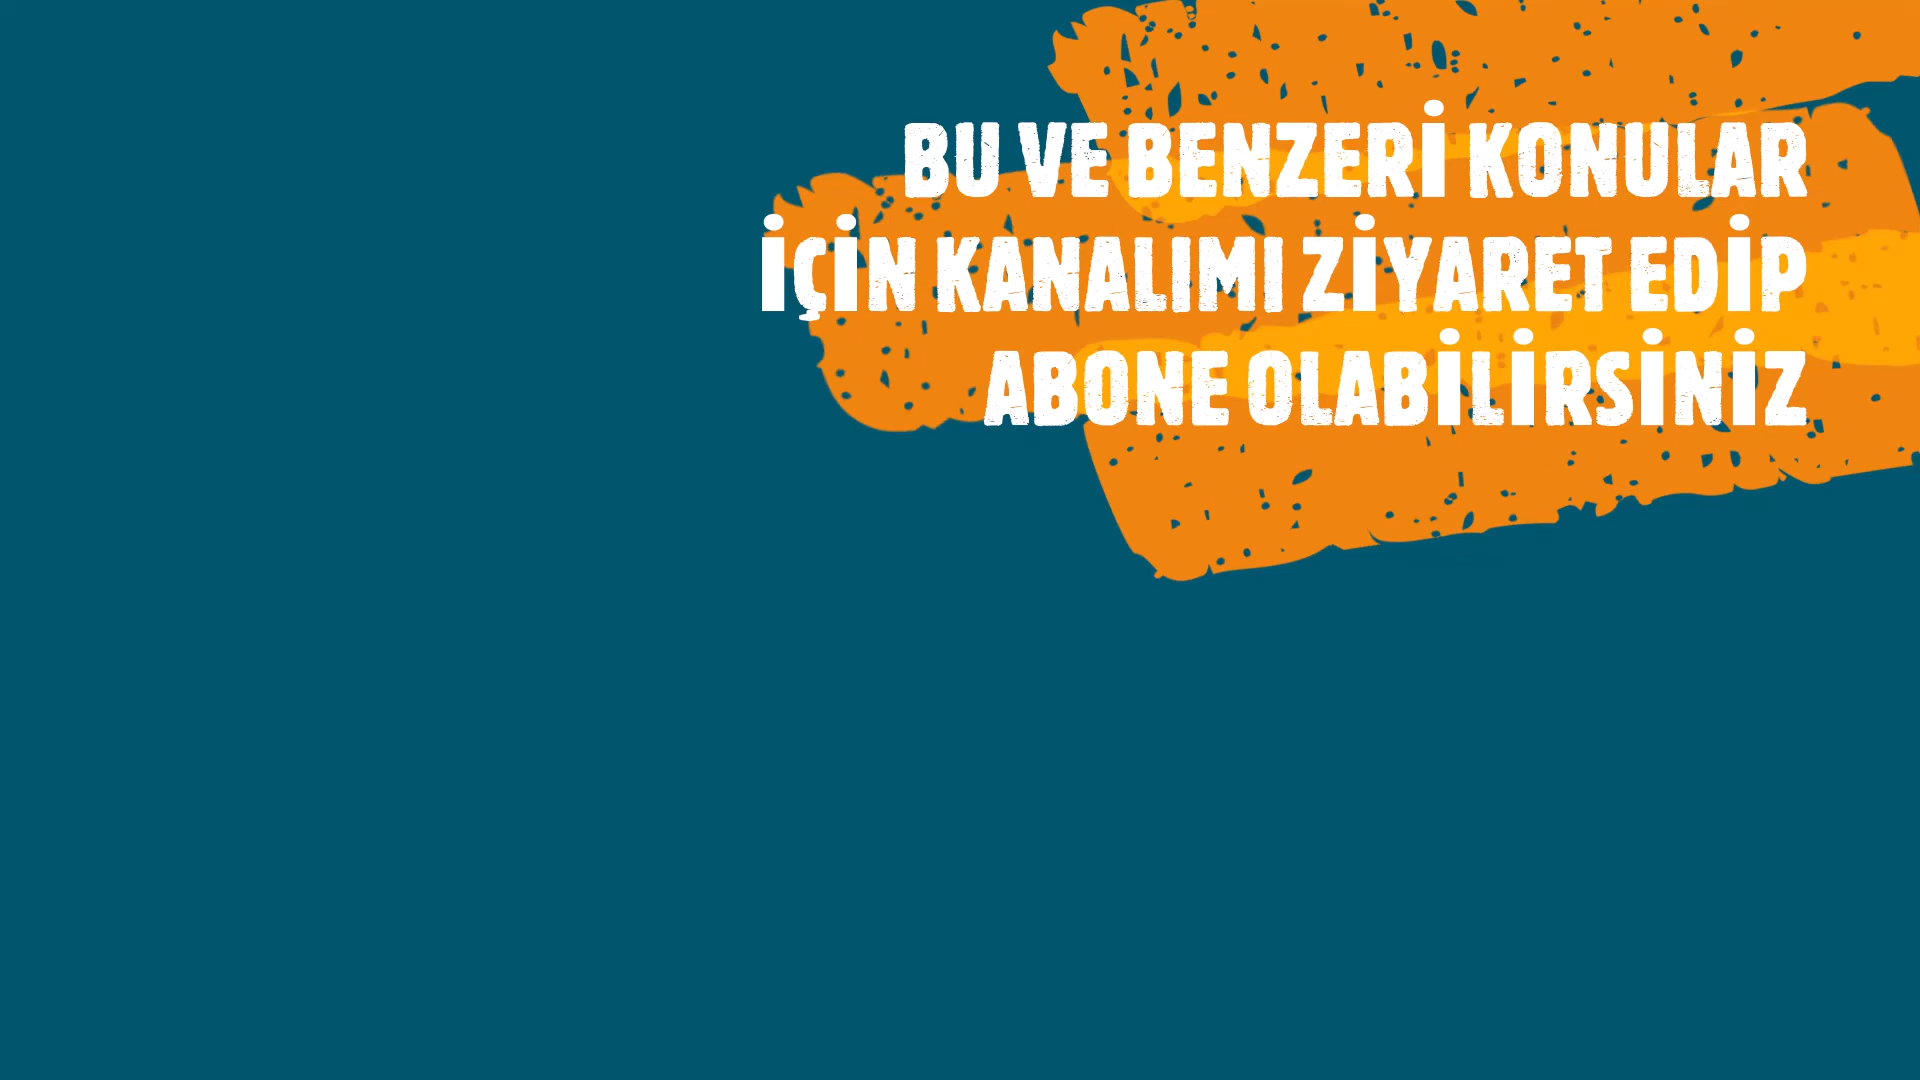 BU VE BENZERİ KONULAR
İÇİN KANALIMI ZİYARET EDİP
ABONE OLABİLİRSİNİZ